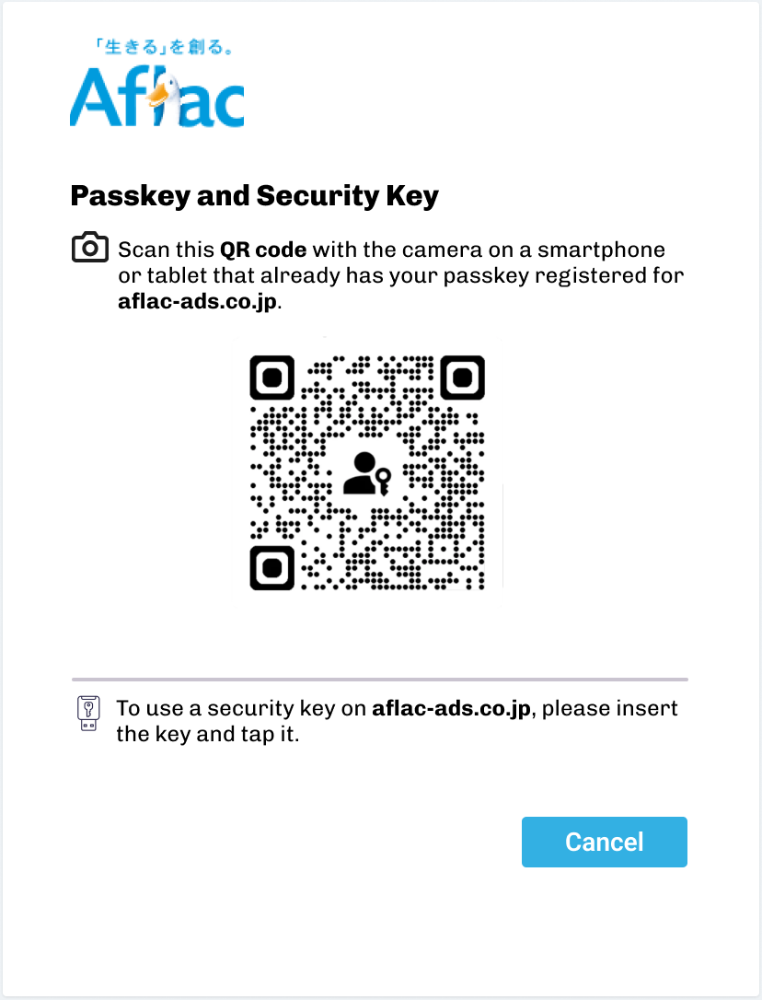 「生きる」を創る。
Aflac
Passkey and Security Key
Scan this QR code with the camera on a smartphone
or tablet that already has your passkey registered for
aflac-ads.co.jp.
To use a security key on aflac-ads.co.jp, please insert
the key and tap it.
Cancel